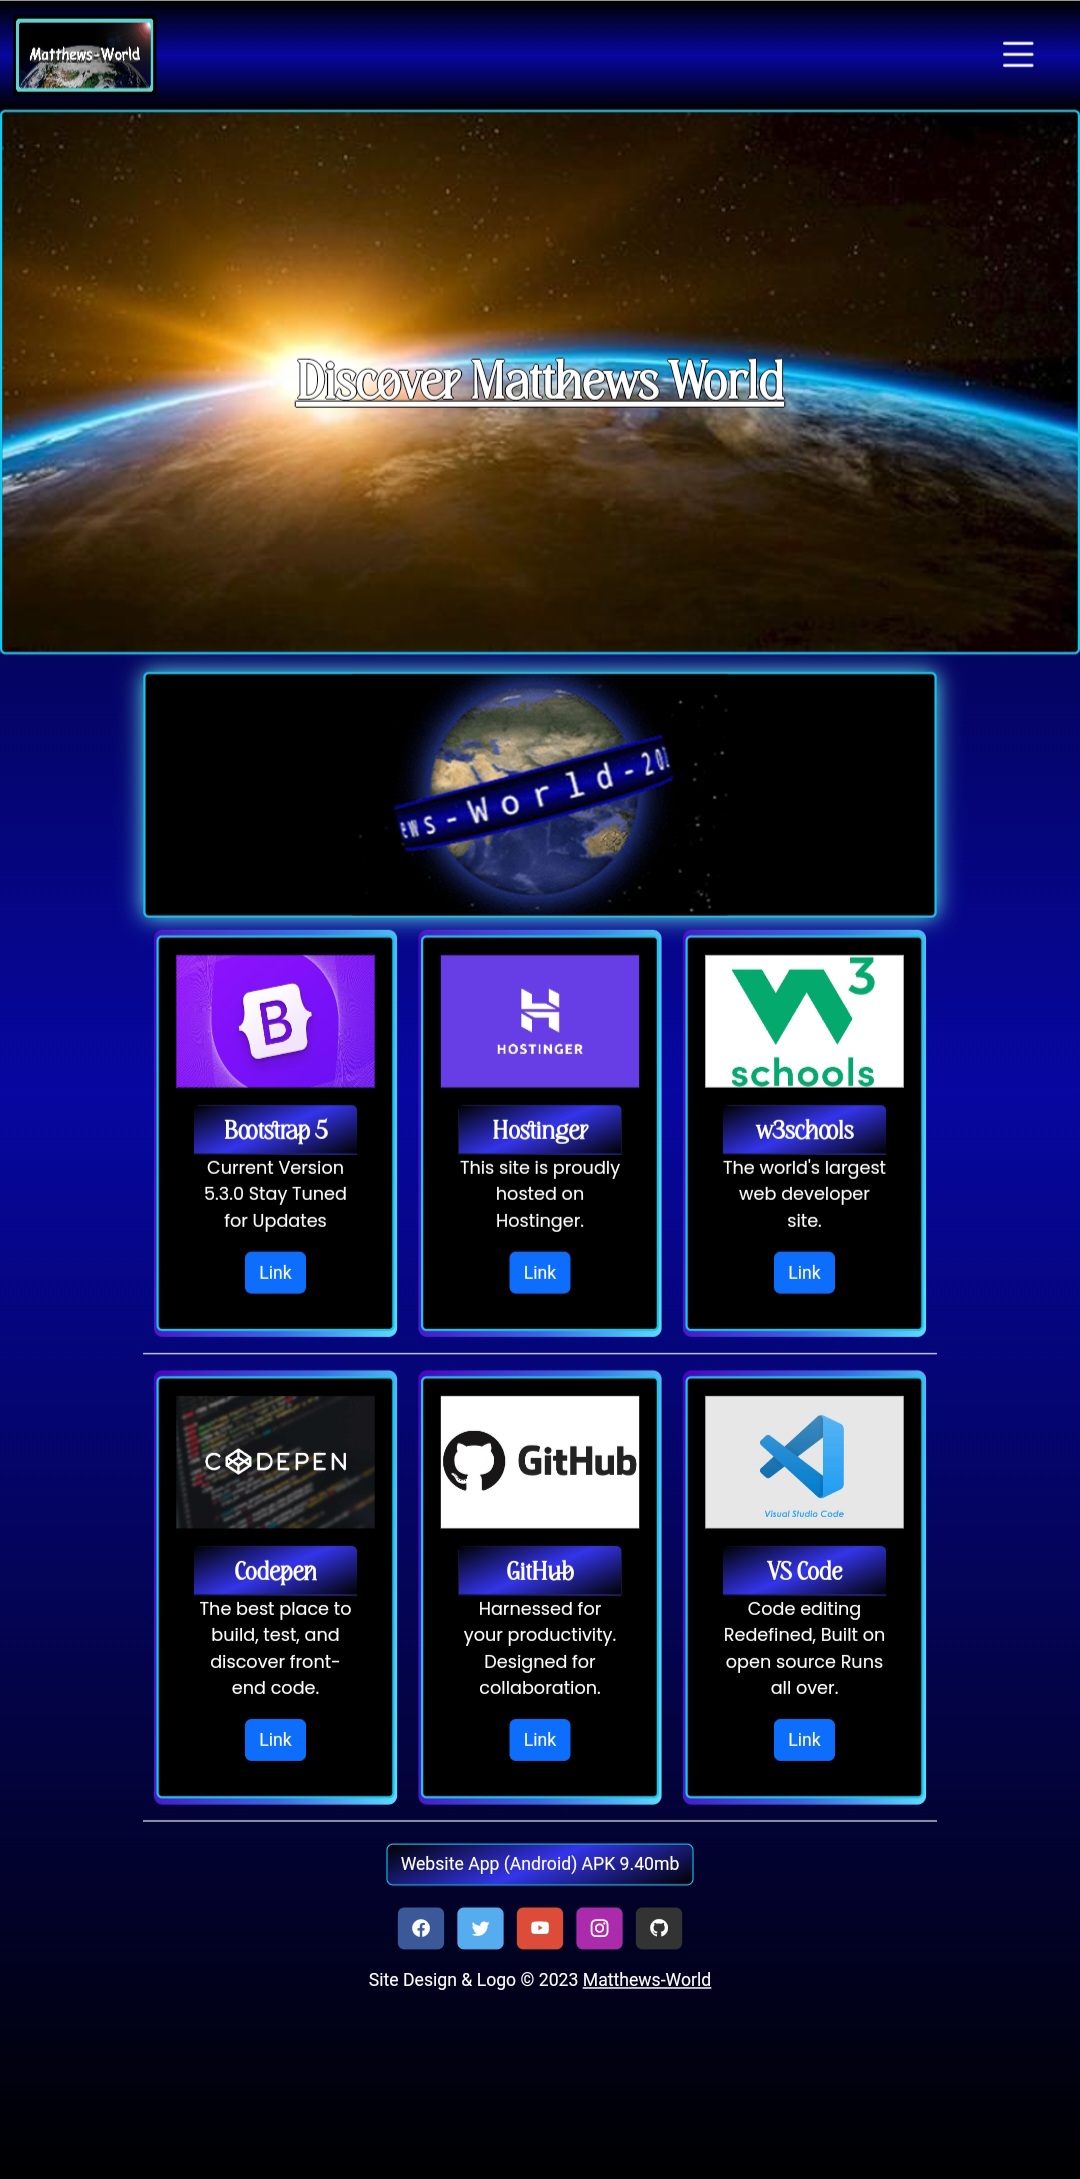 Matthews-World
Discover Matthews World
ews-World-20
B
HOSTINGER
W3
schools
Bootstrap 5
Hostinger
w3schools
Current Version
5.3.0 Stay Tuned
for Updates
This site is proudly
hosted on
Hostinger.
The world's largest
web developer
site.
Link
Link
Link
CODEPEN
GitHub
Visual Studio Code
Codepen
GitHub
VS Code
The best place to
build, test, and
discover front-
end code.
Harnessed for
your productivity.
Designed for
collaboration.
Code editing
Redefined, Built on
open source Runs
all over.
Link
Link
Link
Website App (Android) APK 9.40mb
Site Design & Logo © 2023 Matthews-World